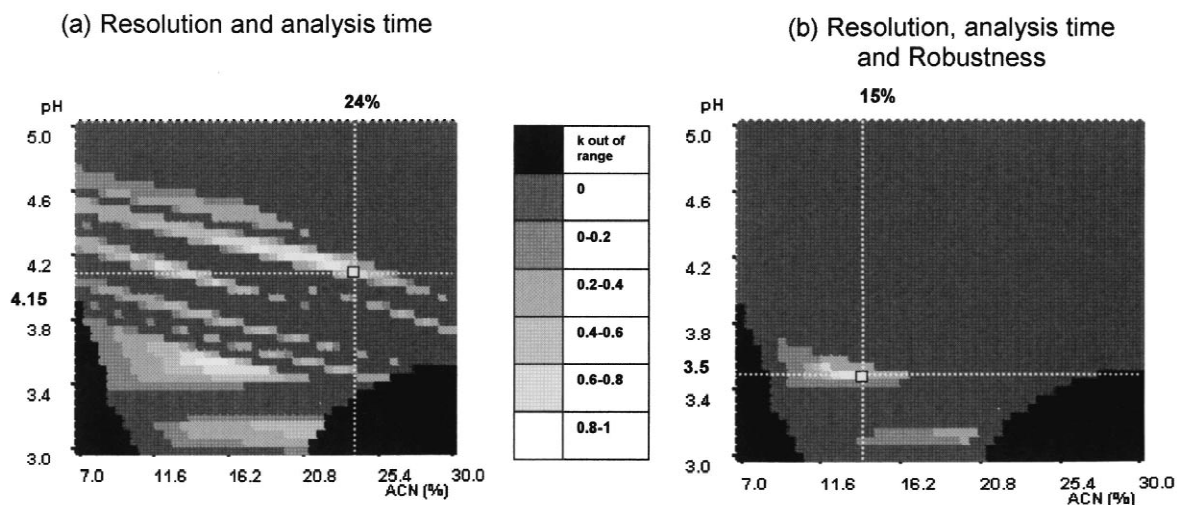 (a) Resolution and analysis time
(b) Resolution, analysis time
and Robustness
pH
24%
5.0
4.6
4.2
4.15
3.8
3.4
3.0
7.0 11.6 16.2 20.8 25.4 30.0
ACN (%)
k out of
range
0
0-0.2
0.2-0.4
0.4-0.6
0.6-0.8
0.8-1
pH
15%
5.0
4.6
4.2
3.8
3.5
3.4
3.0
7.0 11.6 16.2 20.8 25.4 30.0
ACN (%)